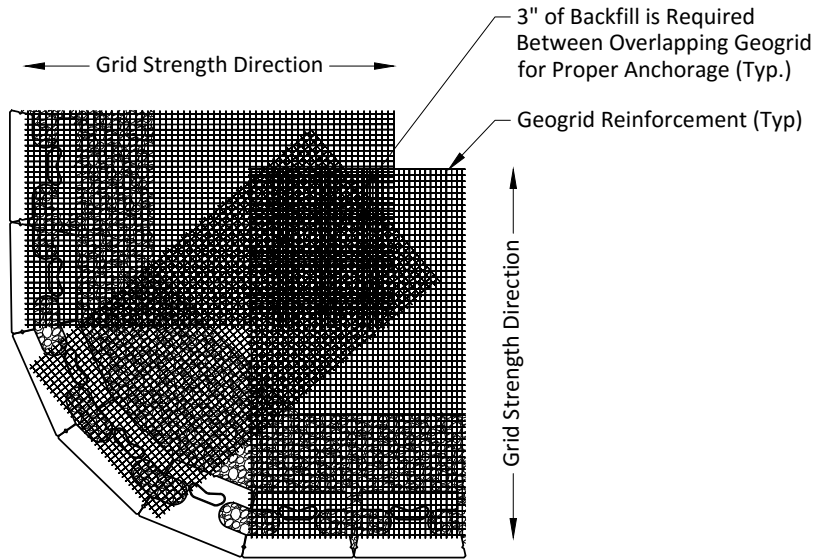 3" of Backfill is Required
Between Overlapping Geogrid
for Proper Anchorage (Typ.)
Grid Strength Direction
Geogrid Reinforcement (Typ)
Grid Strength Direction